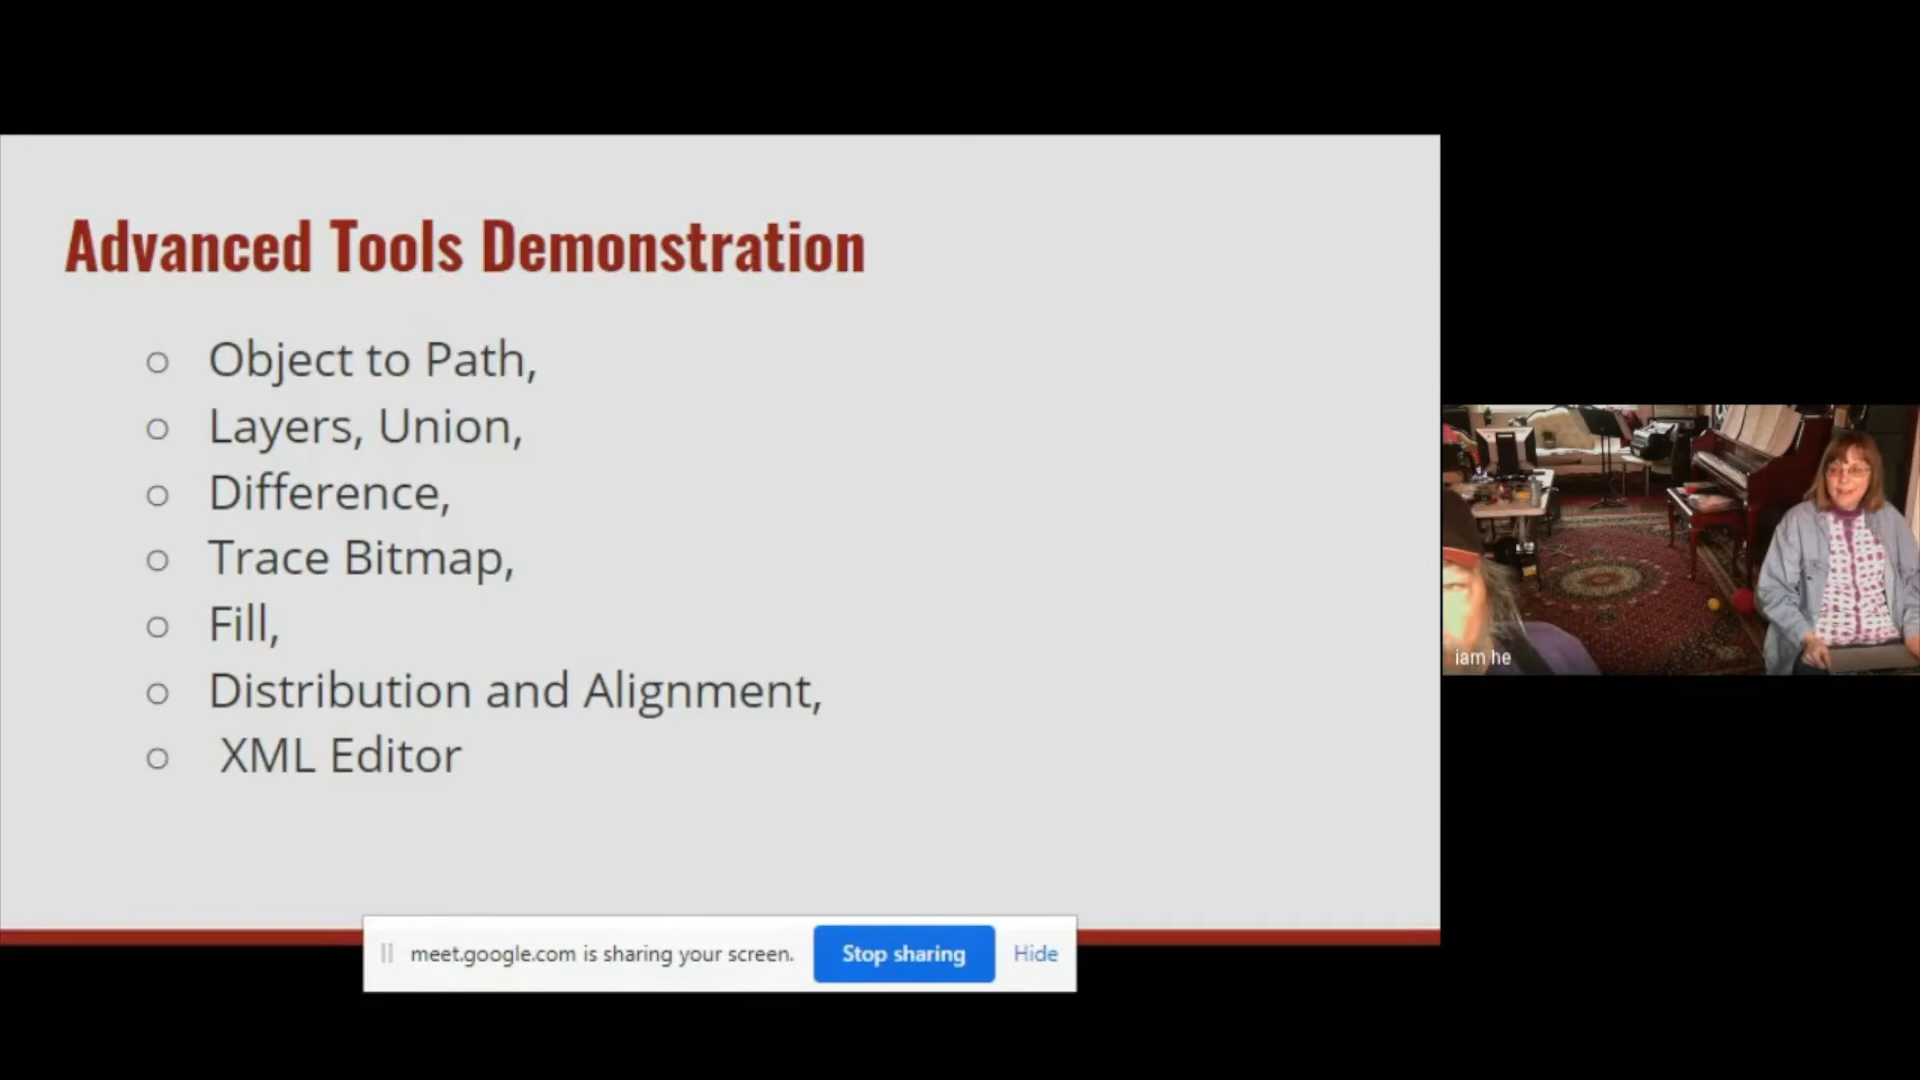 Advanced Tools Demonstration
Object to Path,
Layers, Union,
Difference,
Trace Bitmap,
Fill,
Distribution and Alignment,
XML Editor
iam he
meet.google.com is sharing your screen.
Stop sharing
Hide